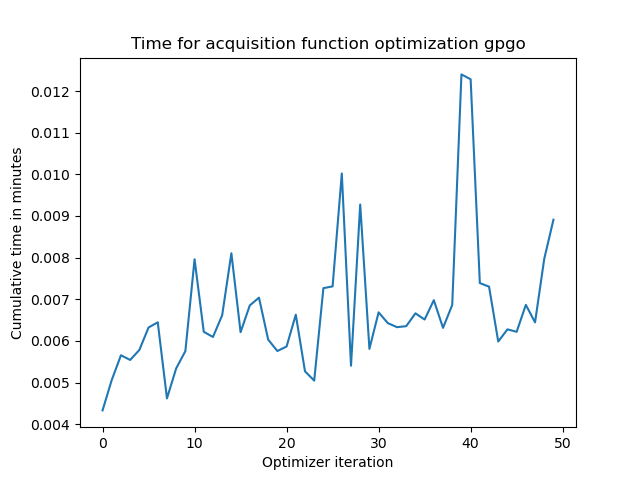 Time for acquisition function optimization gpgo
0.012
0.011
0.010
0.009
0.008
0.007
0.006
0.005
0.004
Cumulative time in minutes
0 10 20 30 40 50
Optimizer iteration